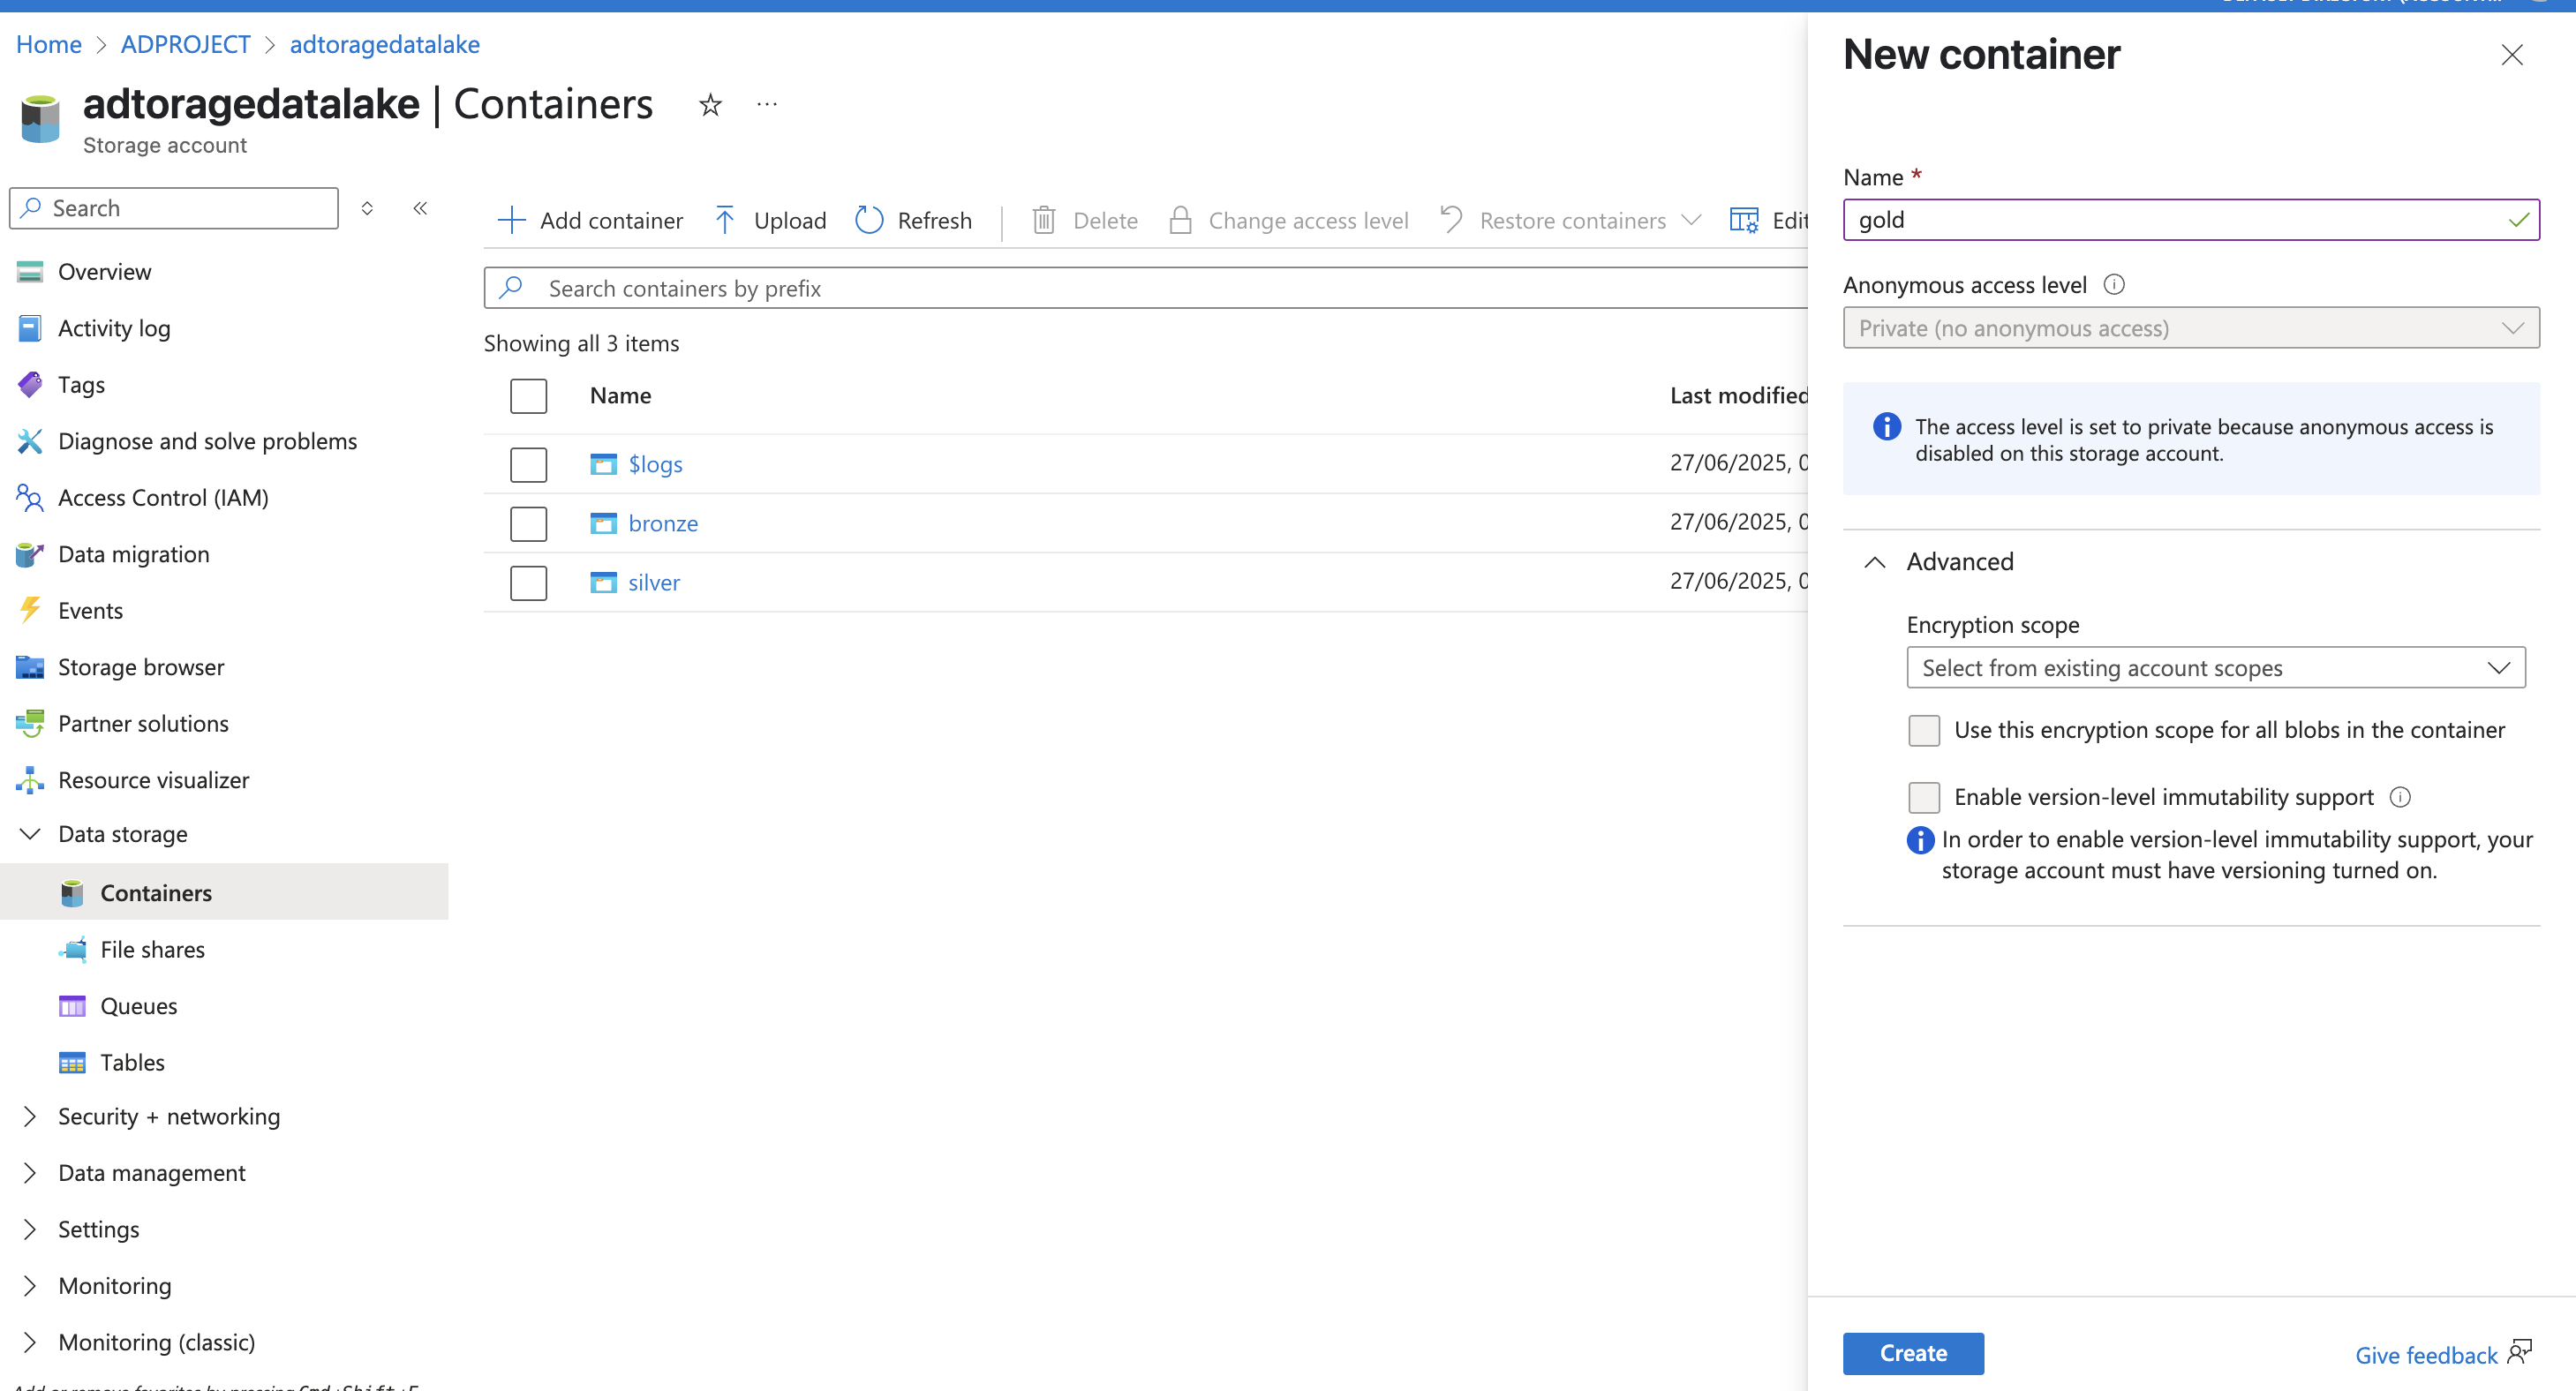 Home > ADPROJECT > adtoragedatalake
adtoragedatalake | Containers
Storage account
Search
Overview
Activity log
Tags
Diagnose and solve problems
Access Control (IAM)
Data migration
Events
Storage browser
Partner solutions
Resource visualizer
Data storage
Containers
File shares
Queues
Tables
Security + networking
Data management
Settings
Monitoring
Monitoring (classic)
Add container Upload Refresh Delete Change access level Restore containers Edit
Search containers by prefix
Showing all 3 items
Name Last modified
$logs 27/06/2025, 0
bronze 27/06/2025, 0
silver 27/06/2025, 0
New container
Name *
gold
Anonymous access level
Private (no anonymous access)
The access level is set to private because anonymous access is
disabled on this storage account.
Advanced
Encryption scope
Select from existing account scopes
Use this encryption scope for all blobs in the container
Enable version-level immutability support
In order to enable version-level immutability support, your
storage account must have versioning turned on.
Create Give feedback